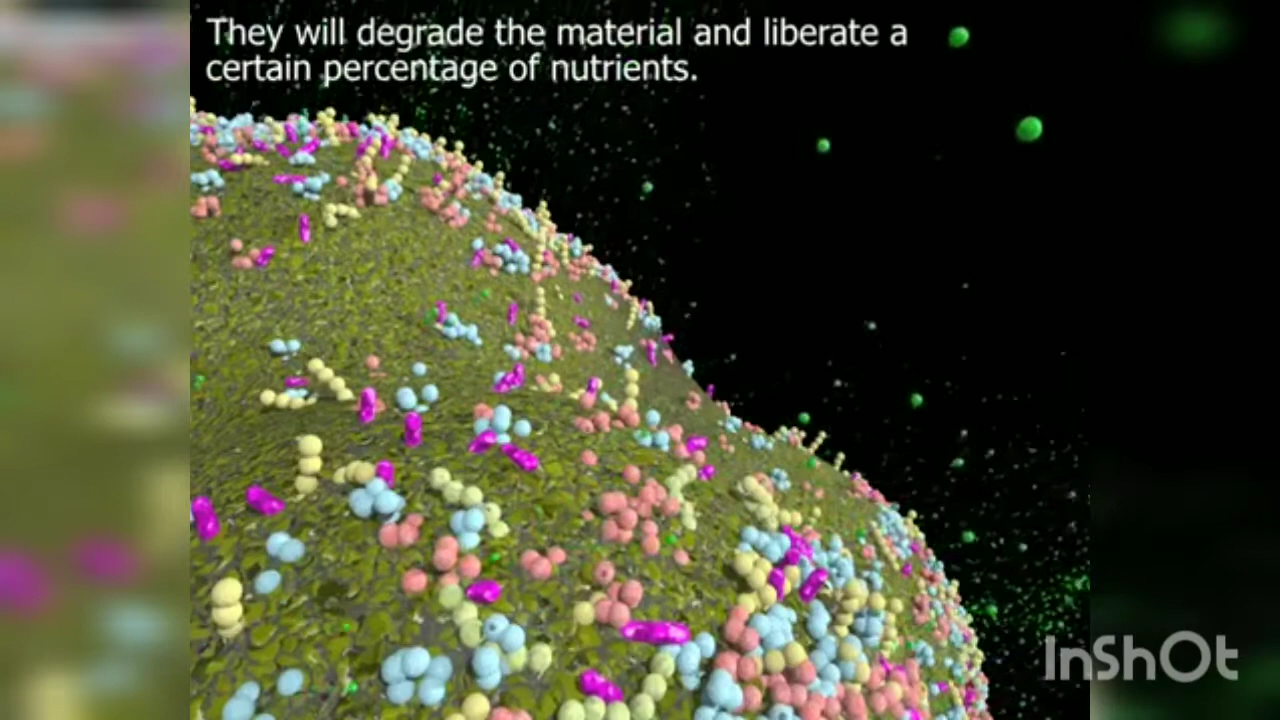 They will degrade the material and liberate a
certain percentage of nutrients.
InShOt